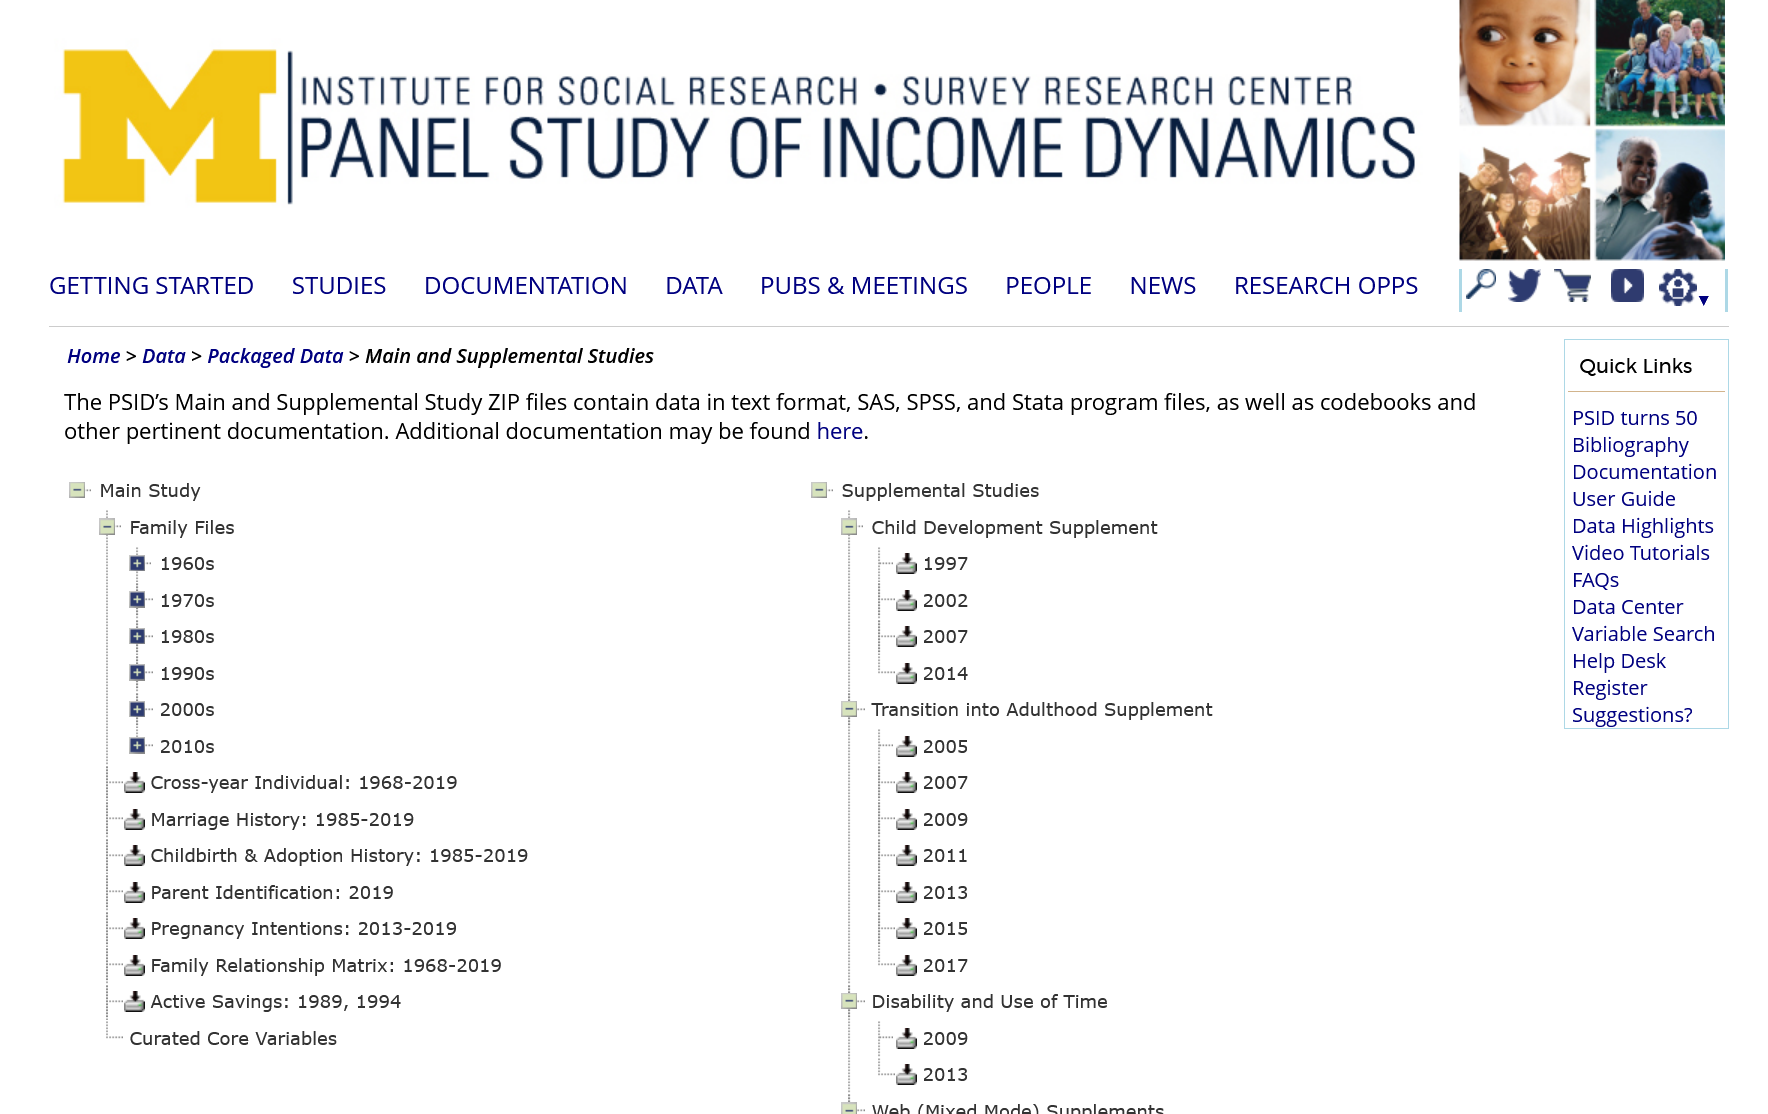 INSTITUTE FOR SOCIAL RESEARCH • SURVEY RESEARCH CENTER
PANEL STUDY OF INCOME DYNAMICS
GETTING STARTED STUDIES DOCUMENTATION DATA PUBS & MEETINGS PEOPLE NEWS RESEARCH OPPS
Home > Data > Packaged Data > Main and Supplemental Studies
The PSID’s Main and Supplemental Study ZIP files contain data in text format, SAS, SPSS, and Stata program files, as well as codebooks and
other pertinent documentation. Additional documentation may be found here.
Main Study
Family Files
1960s
1970s
1980s
1990s
2000s
2010s
Cross-year Individual: 1968-2019
Marriage History: 1985-2019
Childbirth & Adoption History: 1985-2019
Parent Identification: 2019
Pregnancy Intentions: 2013-2019
Family Relationship Matrix: 1968-2019
Active Savings: 1989, 1994
Curated Core Variables
Supplemental Studies
Child Development Supplement
1997
2002
2007
2014
Transition into Adulthood Supplement
2005
2007
2009
2011
2013
2015
2017
Disability and Use of Time
2009
2013
Web (Mixed Mode) Supplements
Quick Links
PSID turns 50
Bibliography
Documentation
User Guide
Data Highlights
Video Tutorials
FAQs
Data Center
Variable Search
Help Desk
Register
Suggestions?